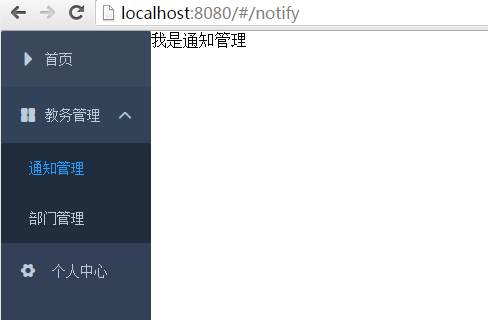 localhost:8080/#/notify
首页
我是通知管理
教务管理
通知管理
部门管理
个人中心